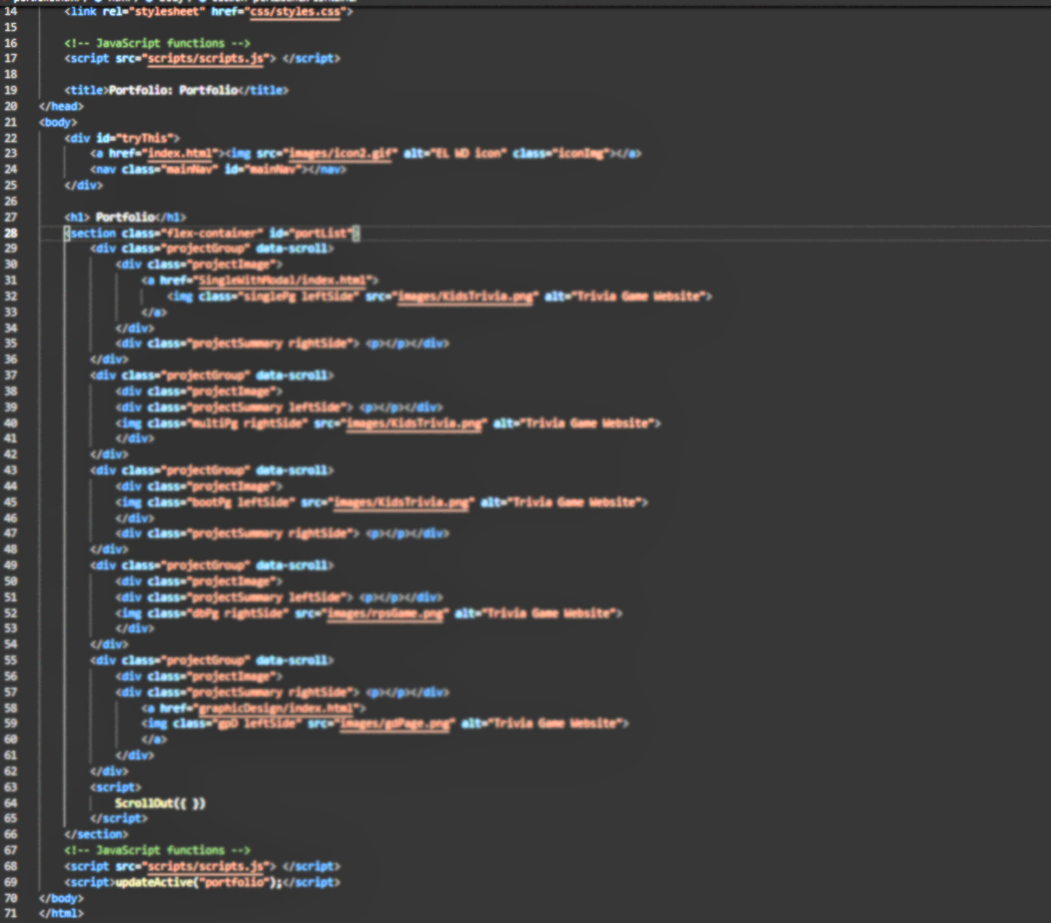 14 <link rel="stylesheet" href="css/styles.css">
15
16 <!-- JavaScript functions -->
17 <script src="scripts/scripts.js"> </script>
18
19 <title>Portfolio: Portfolio</title>
20 </head>
21 <body>
22 <div id="tryThis">
23 <a href="index.html"><img src="images/icon2.gif" alt="EL WD icon" class="iconImg"></a>
24 <nav class="mainNav" id="mainNav"></nav>
25 </div>
26
27 <h1> Portfolio</h1>
28 <section class="flex-container" id="portList">
29 <div class="projectGroup" data-scroll>
30 <div class="projectImage">
31 <a href="SingleWithModal/index.html">
32 <img class="singlePg leftSide" src="images/KidsTrivia.png" alt="Trivia Game Website">
33 </a>
34 </div>
35 <div class="projectSummary rightSide"> <p></p></div>
36 </div>
37 <div class="projectGroup" data-scroll>
38 <div class="projectImage">
39 <div class="projectSummary leftSide"> <p></p></div>
40 <img class="multiPg rightSide" src="images/KidsTrivia.png" alt="Trivia Game Website">
41 </div>
42 </div>
43 <div class="projectGroup" data-scroll>
44 <div class="projectImage">
45 <img class="bootPg leftSide" src="images/KidsTrivia.png" alt="Trivia Game Website">
46 </div>
47 <div class="projectSummary rightSide"> <p></p></div>
48 </div>
49 <div class="projectGroup" data-scroll>
50 <div class="projectImage">
51 <div class="projectSummary leftSide"> <p></p></div>
52 <img class="dbPg rightSide" src="images/rpsGame.png" alt="Trivia Game Website">
53 </div>
54 </div>
55 <div class="projectGroup" data-scroll>
56 <div class="projectImage">
57 <div class="projectSummary rightSide"> <p></p></div>
58 <a href="graphicDesign/index.html">
59 <img class="gpD leftSide" src="images/gdPage.png" alt="Trivia Game Website">
60 </a>
61 </div>
62 </div>
63 <script>
64 ScrollOut({ })
65 </script>
66 </section>
67 <!-- JavaScript functions -->
68 <script src="scripts/scripts.js"> </script>
69 <script>updateActive("portfolio");</script>
70 </body>
71 </html>